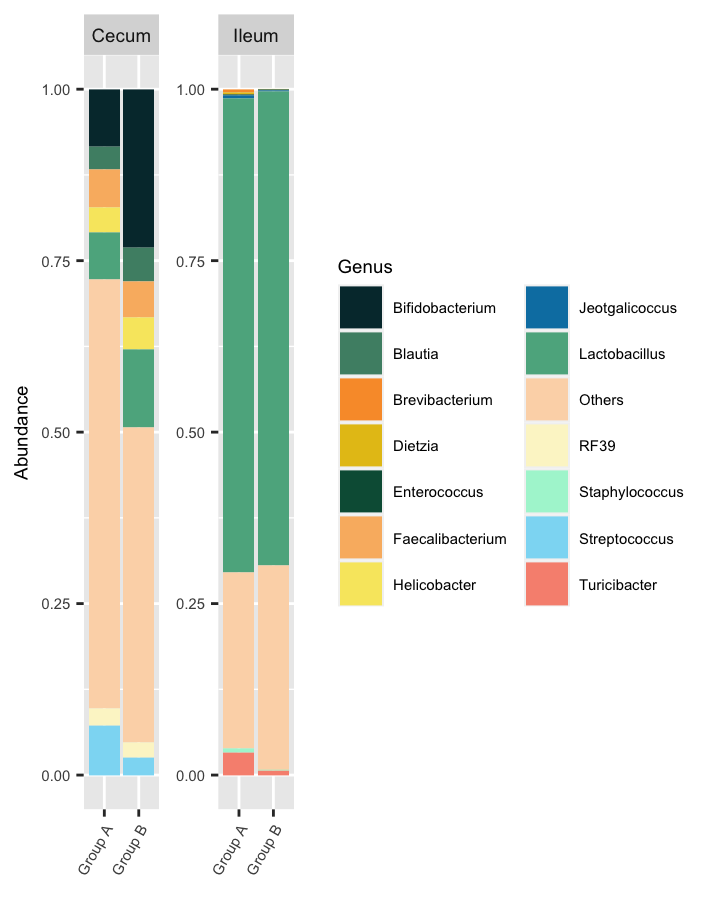 Cecum
Ileum
Abundance
1.00
0.75
0.50
0.25
0.00
1.00
0.75
0.50
0.25
0.00
Group A
Group B
Group A
Group B
Genus
Bifidobacterium
Blautia
Brevibacterium
Dietzia
Enterococcus
Faecalibacterium
Helicobacter
Jeotgalicoccus
Lactobacillus
Others
RF39
Staphylococcus
Streptococcus
Turicibacter